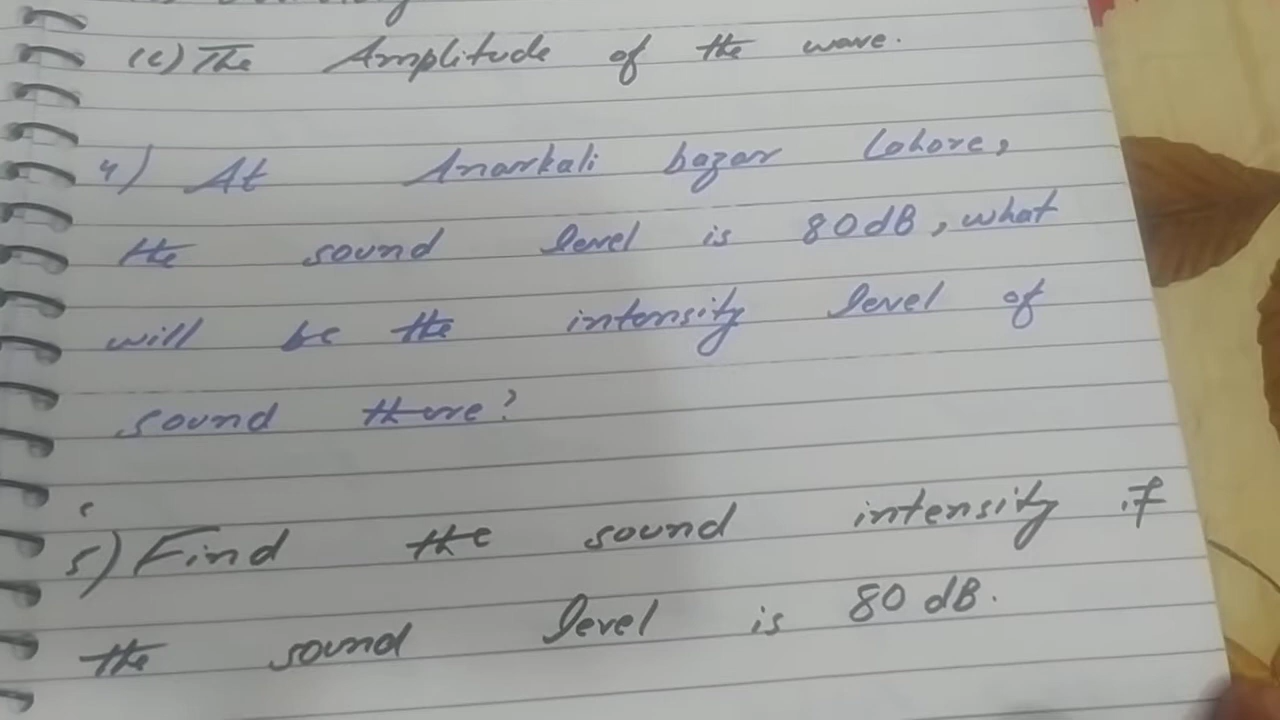 (c) The Amplitude of the wave.
4) At Anarkali bazar Lohore,
the sound level is 80dB, what
will be the intensity level of
sound there?
5) Find the sound intensity if
the sound level is 80 dB.